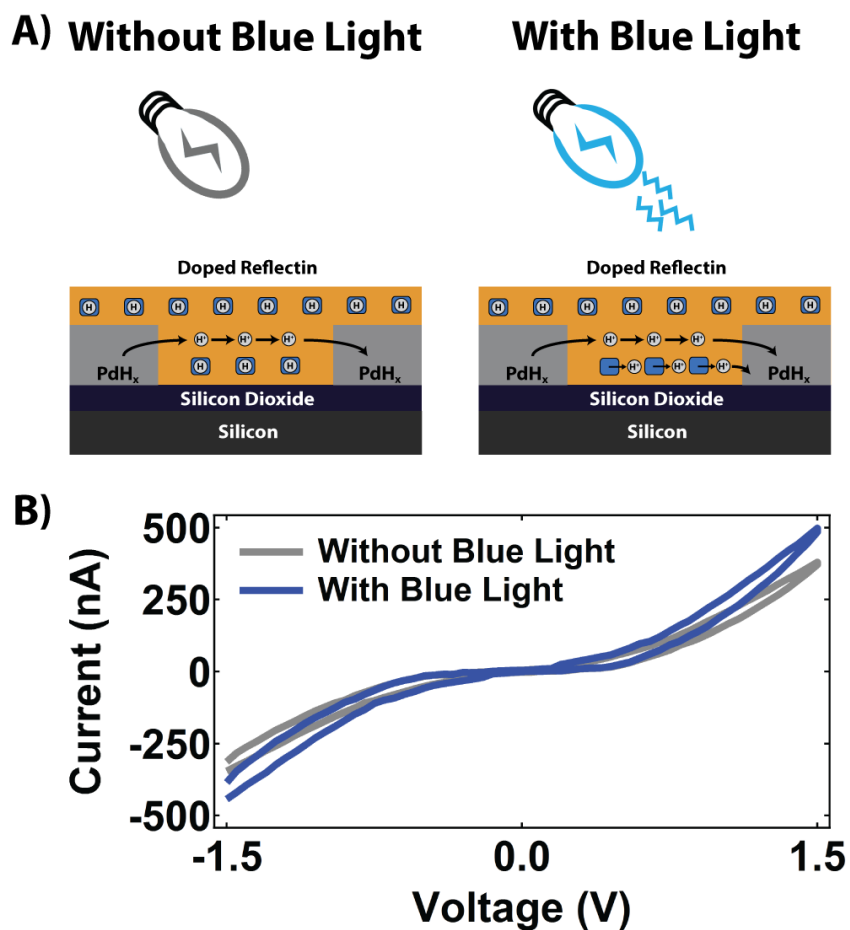 A) Without Blue Light With Blue Light
Doped Reflectin Doped Reflectin
H H H H H H H H H H H H H H H H
H⁺ H⁺ H⁺ H⁺ H⁺ H⁺
PdHₓ H H H PdHₓ PdHₓ H⁺ H⁺ H⁺ PdHₓ
Silicon Dioxide Silicon Dioxide
Silicon Silicon
B)
500
Without Blue Light
With Blue Light
250
0
-250
-500
Current (nA)
-1.5 0.0 1.5
Voltage (V)